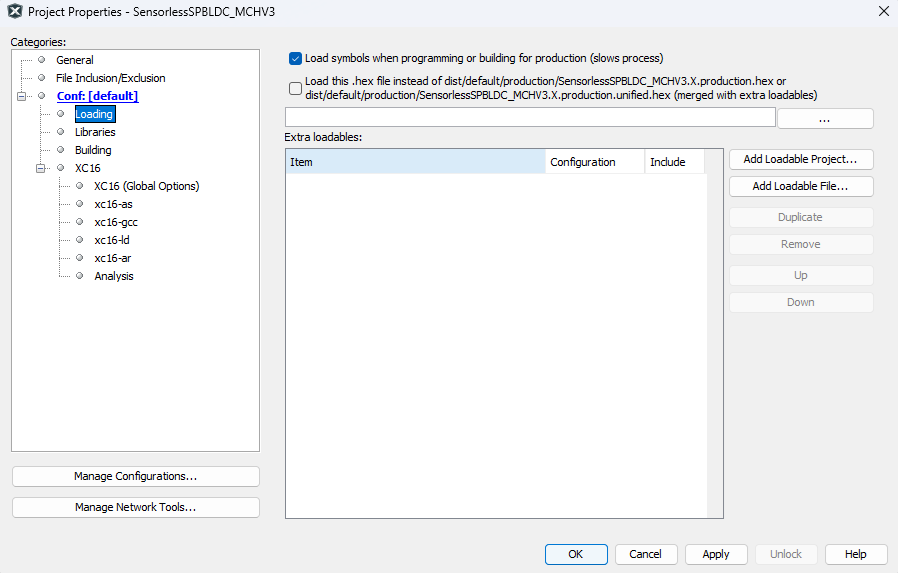 Project Properties - SensorlessSPBLDC_MCHV3
Categories:
General
File Inclusion/Exclusion
Conf: [default]
Loading
Libraries
Building
XC16
XC16 (Global Options)
xc16-as
xc16-gcc
xc16-ld
xc16-ar
Analysis
Manage Configurations...
Manage Network Tools...
Load symbols when programming or building for production (slows process)
Load this .hex file instead of dist/default/production/SensorlessSPBLDC_MCHV3.X.production.hex or
dist/default/production/SensorlessSPBLDC_MCHV3.X.production.unified.hex (merged with extra loadables)
...
Extra loadables:
Item Configuration Include
Add Loadable Project...
Add Loadable File...
Duplicate
Remove
Up
Down
OK Cancel Apply Unlock Help